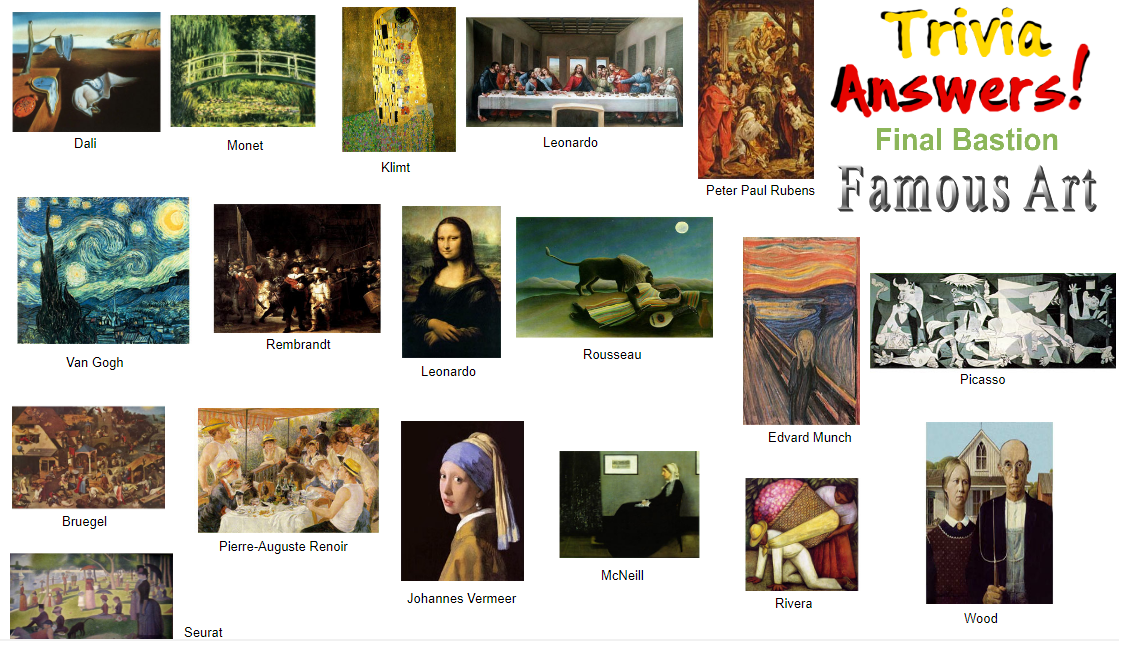 Trivia
Answers!
Final Bastion
Famous Art
Dali
Monet
Klimt
Leonardo
Peter Paul Rubens
Van Gogh
Rembrandt
Leonardo
Rousseau
Edvard Munch
Picasso
Bruegel
Pierre-Auguste Renoir
Johannes Vermeer
McNeill
Rivera
Wood
Seurat